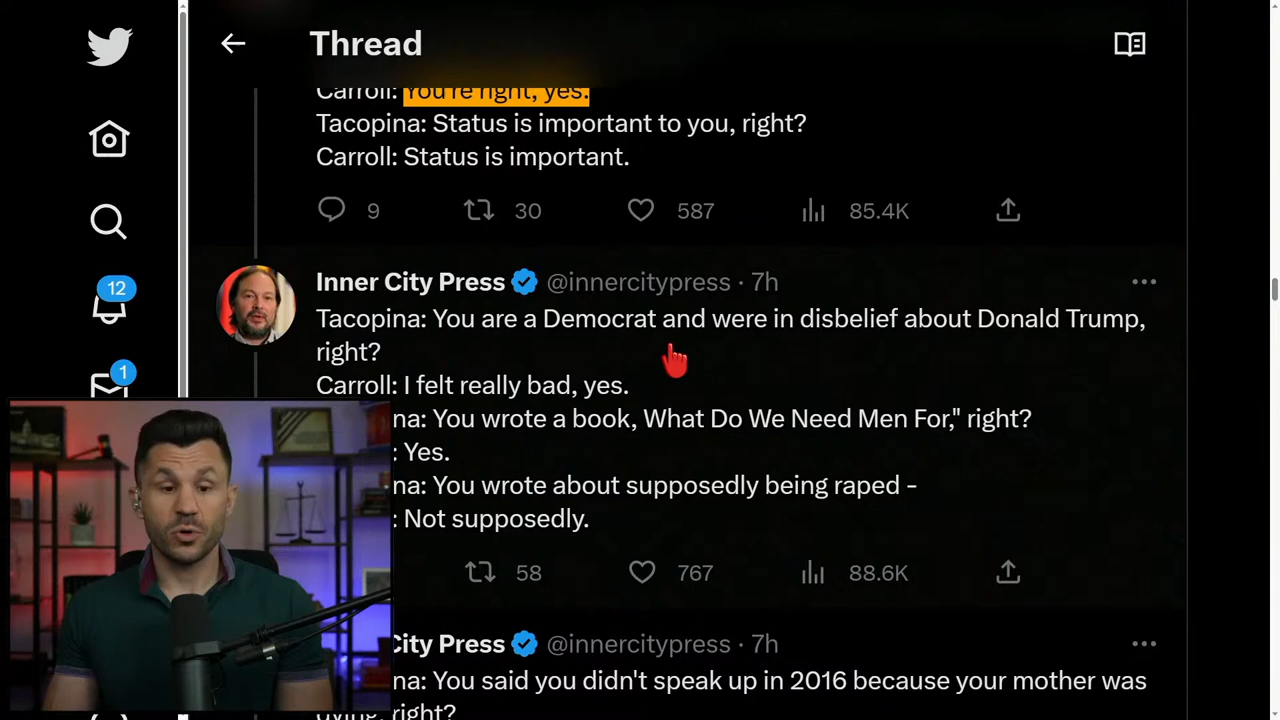 Thread
Carroll: You're right, yes.
Tacopina: Status is important to you, right?
Carroll: Status is important.
9 30 587 85.4K
Inner City Press @innercitypress · 7h
Tacopina: You are a Democrat and were in disbelief about Donald Trump,
right?
Carroll: I felt really bad, yes.
na: You wrote a book, What Do We Need Men For," right?
: Yes.
na: You wrote about supposedly being raped -
: Not supposedly.
58 767 88.6K
City Press @innercitypress · 7h
na: You said you didn't speak up in 2016 because your mother was
dying, right?
12
1